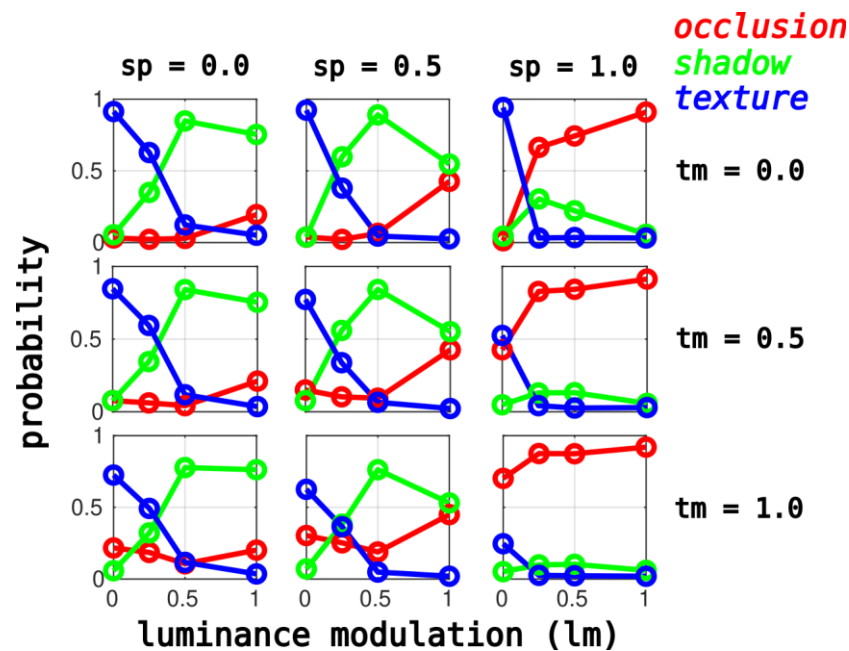 occlusion
shadow
texture
sp = 0.0 sp = 0.5 sp = 1.0
1
0.5
0
tm = 0.0
1
0.5
0
tm = 0.5
1
0.5
0
tm = 1.0
0 0.5 1 0 0.5 1 0 0.5 1
probability
luminance modulation (lm)